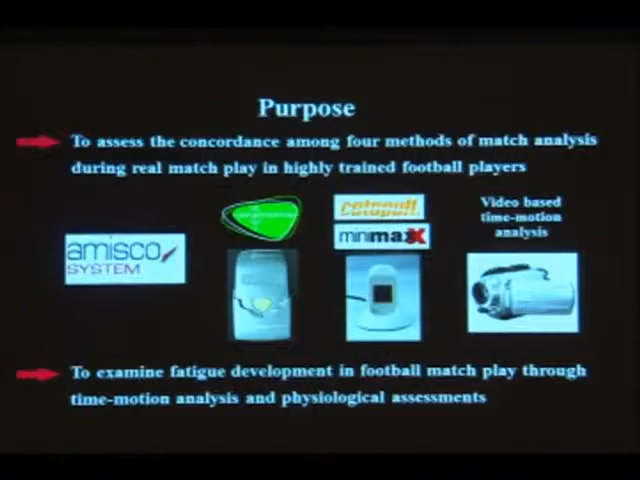 Purpose
To assess the concordance among four methods of match analysis
during real match play in highly trained football players
amisco
SYSTEM
catapult
minimaxX
Video based
time-motion
analysis
To examine fatigue development in football match play through
time-motion analysis and physiological assessments